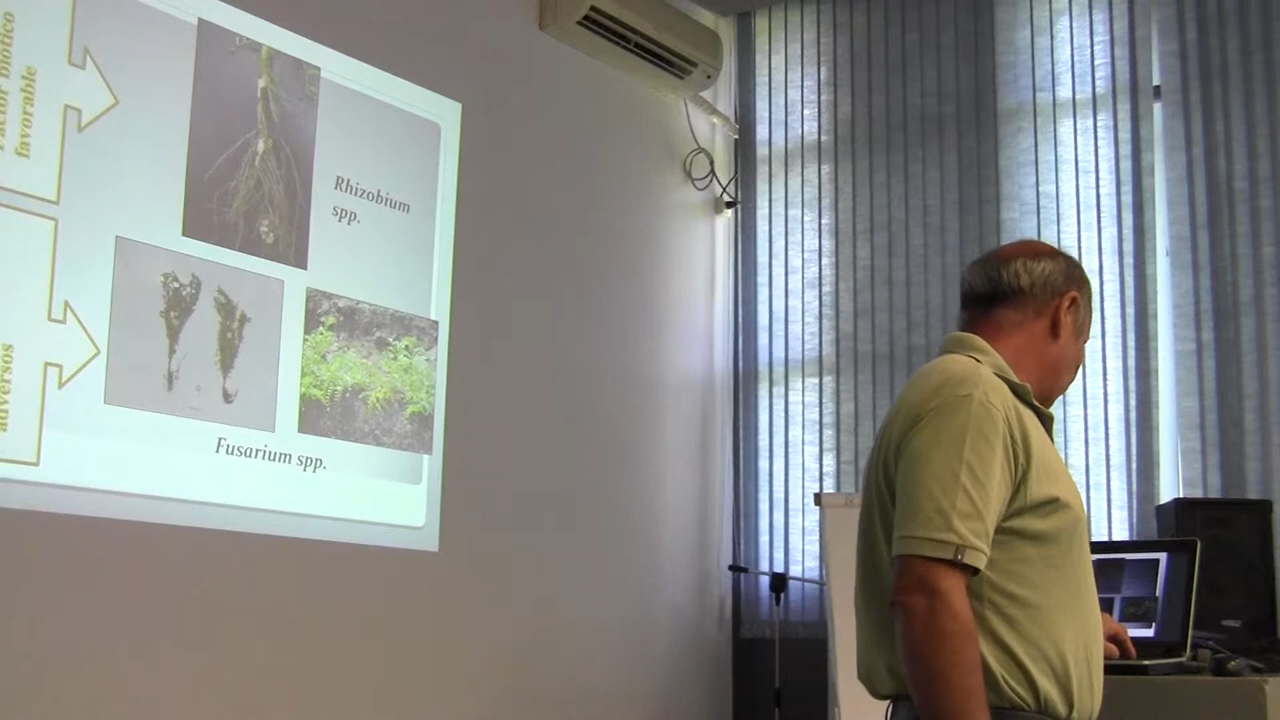 Factor biótico
favorable
Rhizobium
spp.
adversos
Fusarium spp.